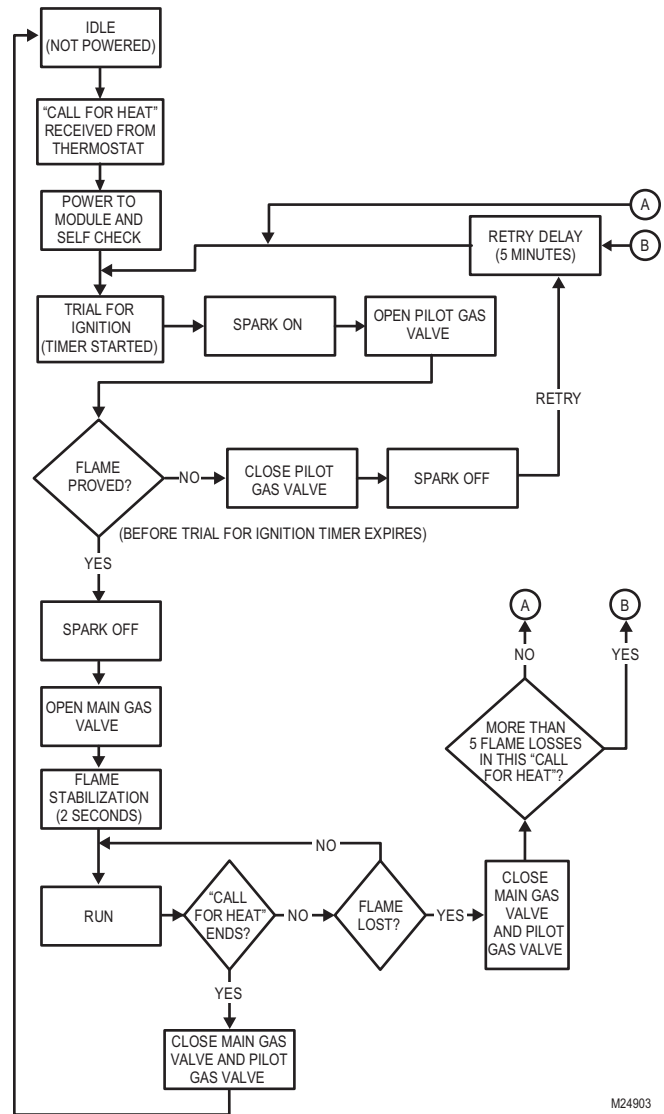 IDLE
(NOT POWERED)
“CALL FOR HEAT”
RECEIVED FROM
THERMOSTAT
POWER TO
MODULE AND
SELF CHECK
A
RETRY DELAY
(5 MINUTES)
B
TRIAL FOR
IGNITION
(TIMER STARTED)
SPARK ON
OPEN PILOT GAS
VALVE
RETRY
FLAME
PROVED?
NO
CLOSE PILOT
GAS VALVE
SPARK OFF
(BEFORE TRIAL FOR IGNITION TIMER EXPIRES)
YES
SPARK OFF
OPEN MAIN GAS
VALVE
FLAME
STABILIZATION
(2 SECONDS)
A
B
NO
YES
MORE THAN
5 FLAME LOSSES
IN THIS “CALL
FOR HEAT”?
NO
RUN
“CALL
FOR HEAT”
ENDS?
NO
FLAME
LOST?
YES
CLOSE
MAIN GAS
VALVE
AND PILOT
GAS VALVE
YES
CLOSE MAIN GAS
VALVE AND PILOT
GAS VALVE
M24903